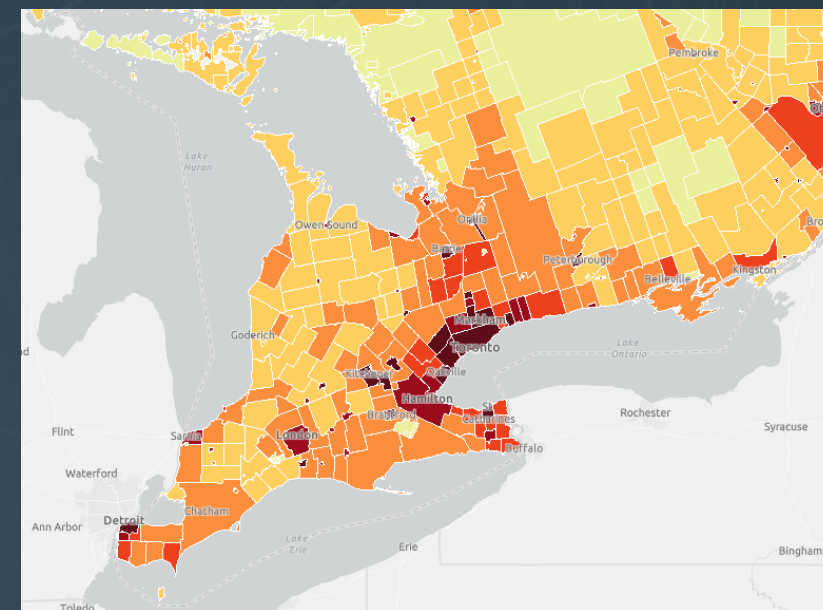 Pembroke
Lake
Huron
Owen Sound
Orillia
Barrie
Peterborough
Belleville
Kingston
Goderich
Markham
Toronto
Lake
Ontario
Kitchener
Oakville
Hamilton
Brantford
St.
Catharines
Rochester
Syracuse
Flint
Sarnia
London
Buffalo
Waterford
Detroit
Chatham
Ann Arbor
Lake
Erie
Erie
Bingham
Toledo